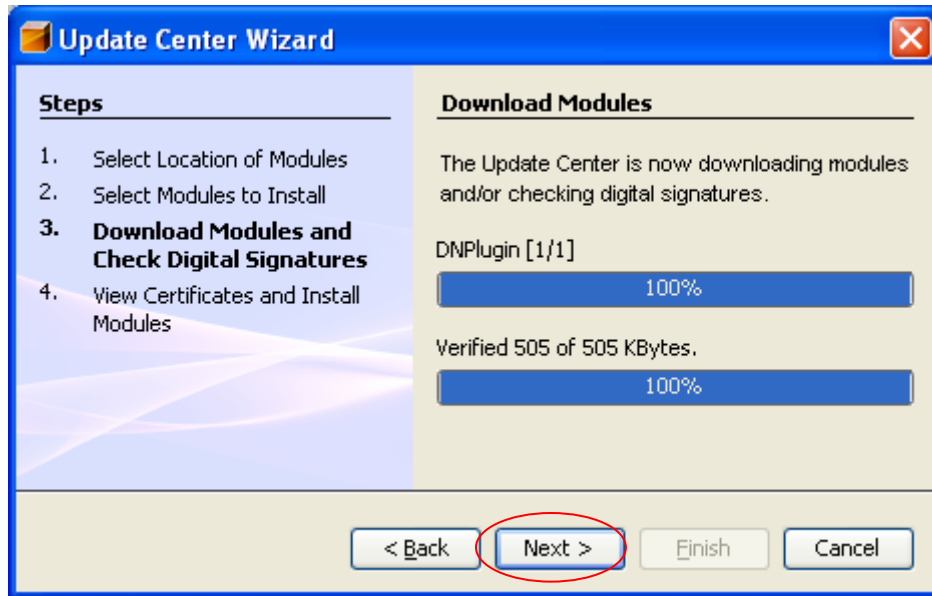 Update Center Wizard
Steps
1. Select Location of Modules
2. Select Modules to Install
3. Download Modules and
Check Digital Signatures
4. View Certificates and Install
Modules
Download Modules
The Update Center is now downloading modules
and/or checking digital signatures.
DNPlugin [1/1]
100%
Verified 505 of 505 KBytes.
100%
< Back
Next >
Finish
Cancel